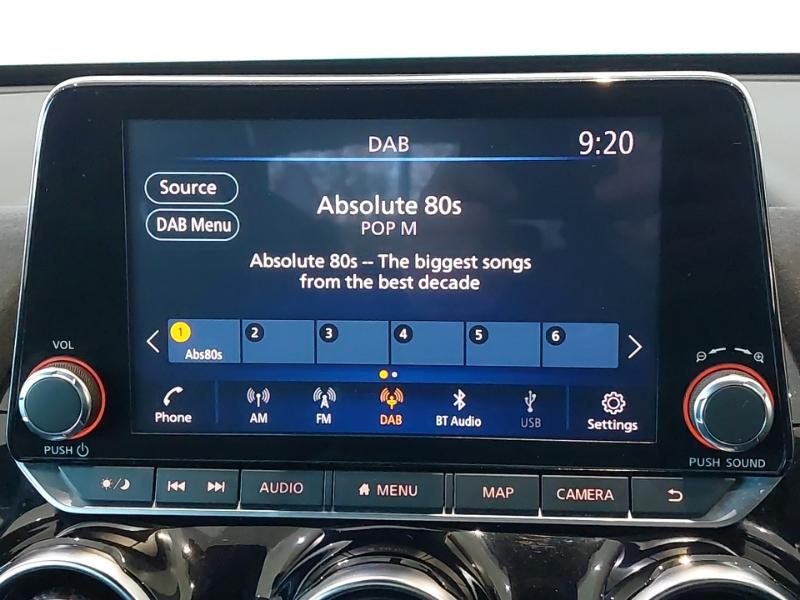 DAB 9:20
Source
DAB Menu
Absolute 80s
POP M
Absolute 80s -- The biggest songs
from the best decade
1 2 3 4 5 6
Abs80s
VOL
PUSH
Phone AM FM DAB BT Audio USB Settings
PUSH SOUND
AUDIO MENU MAP CAMERA